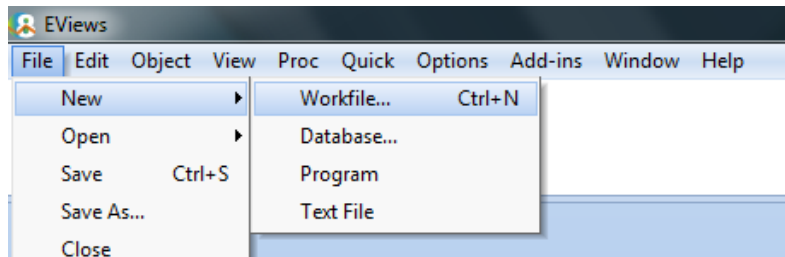 EViews
File Edit Object View Proc Quick Options Add-ins Window Help
New Workfile... Ctrl+N
Open Database...
Save Ctrl+S Program
Save As... Text File
Close